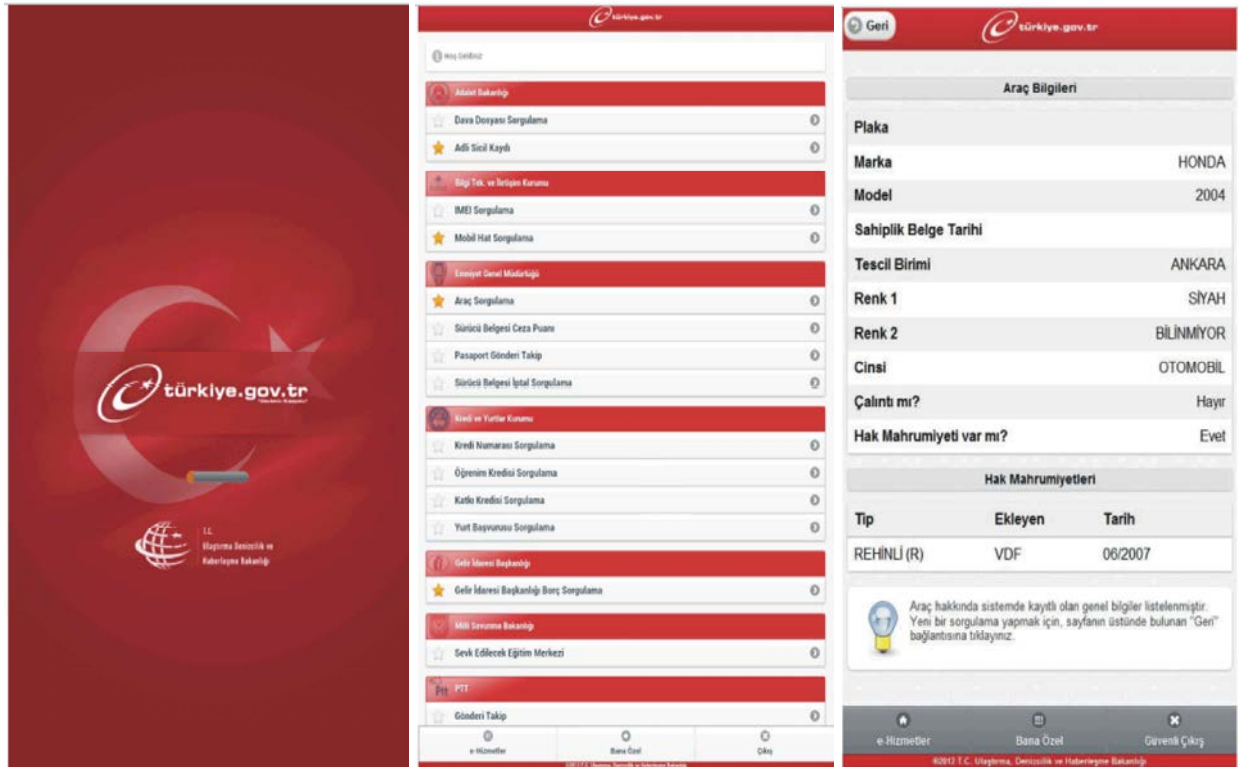 türkiye.gov.tr
T.C.
Ulaştırma Denizcilik ve
Haberleşme Bakanlığı
türkiye.gov.tr
Hoş Geldiniz
Adalet Bakanlığı
Dava Dosyası Sorgulama
Adli Sicil Kaydı
Bilgi Tek. ve İletişim Kurumu
IMEI Sorgulama
Mobil Hat Sorgulama
Emniyet Genel Müdürlüğü
Araç Sorgulama
Sürücü Belgesi Ceza Puanı
Pasaport Gönderi Takip
Sürücü Belgesi İptal Sorgulama
Kredi ve Yurtlar Kurumu
Kredi Numarası Sorgulama
Öğrenim Kredisi Sorgulama
Katkı Kredisi Sorgulama
Yurt Başvurusu Sorgulama
Gelir İdaresi Başkanlığı
Gelir İdaresi Başkanlığı Borç Sorgulama
Milli Savunma Bakanlığı
Sevk Edilecek Eğitim Merkezi
Ptt PTT
Gönderi Takip
e-Hizmetler Bana Özel Çıkış
Geri türkiye.gov.tr
Araç Bilgileri
Plaka
Marka HONDA
Model 2004
Sahiplik Belge Tarihi
Tescil Birimi ANKARA
Renk 1 SİYAH
Renk 2 BİLİNMİYOR
Cinsi OTOMOBİL
Çalıntı mı? Hayır
Hak Mahrumiyeti var mı? Evet
Hak Mahrumiyetleri
Tip Ekleyen Tarih
REHİNLİ (R) VDF 06/2007
Araç hakkında sistemde kayıtlı olan genel bilgiler listelenmiştir.
Yeni bir sorgulama yapmak için, sayfanın üstünde bulunan "Geri"
bağlantısına tıklayınız.
e-Hizmetler Bana Özel Güvenli Çıkış
©2012 T.C. Ulaştırma, Denizcilik ve Haberleşme Bakanlığı